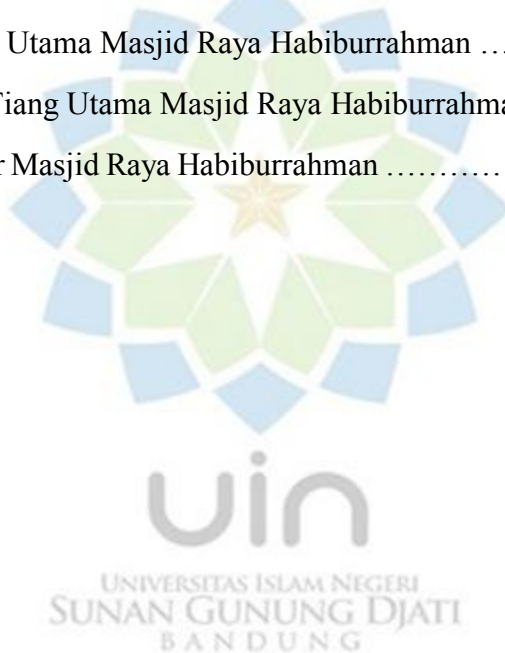 Utama Masjid Raya Habiburrahman …
Tiang Utama Masjid Raya Habiburrahma
r Masjid Raya Habiburrahman …………
uin
UNIVERSITAS ISLAM NEGERI
SUNAN GUNUNG DJATI
BANDUNG